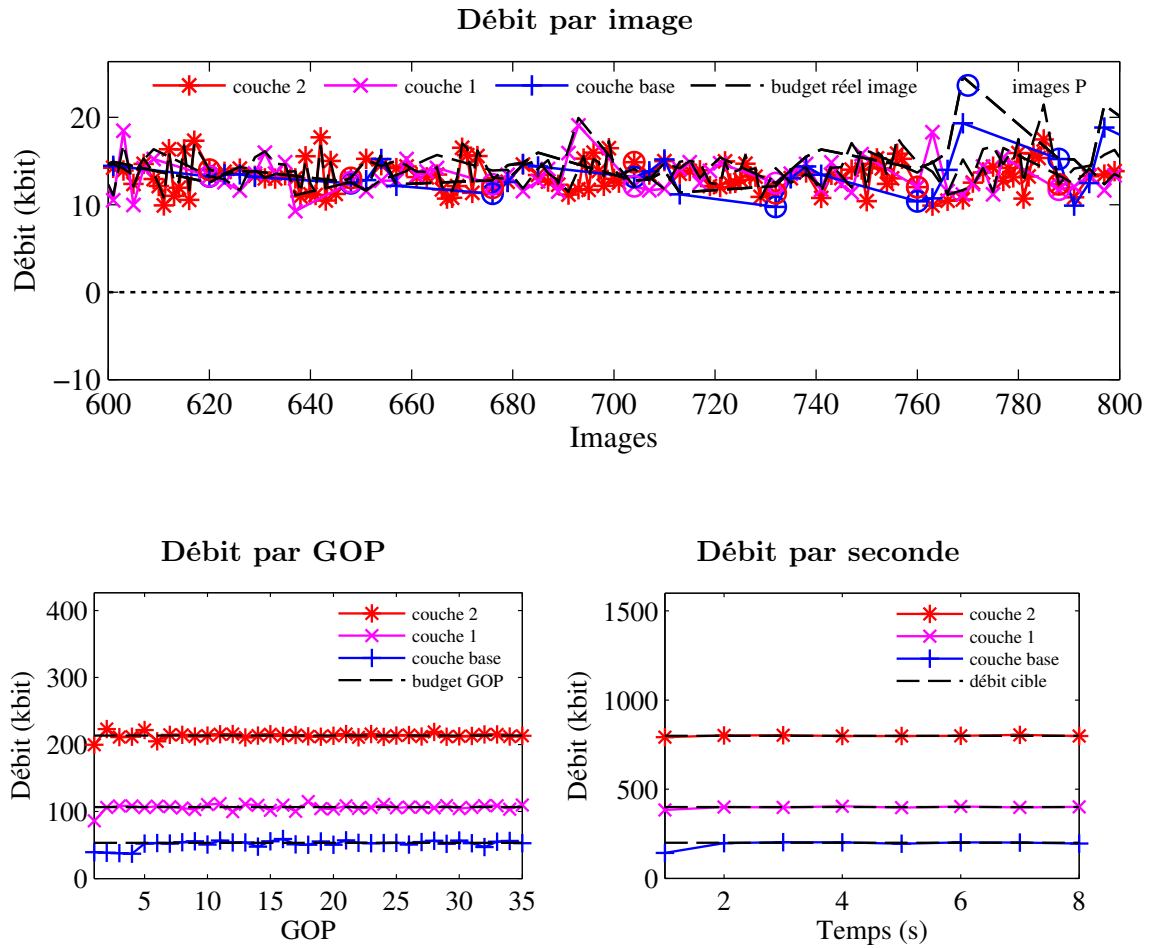 Débit par image
couche 2
couche 1
couche base
budget réel image
images P
Débit (kbit)
20
10
0
−10
600 620 640 660 680 700 720 740 760 780 800
Images
Débit par GOP
couche 2
couche 1
couche base
budget GOP
Débit (kbit)
400
300
200
100
0
5 10 15 20 25 30 35
GOP
Débit par seconde
couche 2
couche 1
couche base
débit cible
Débit (kbit)
1500
1000
500
0
2 4 6 8
Temps (s)